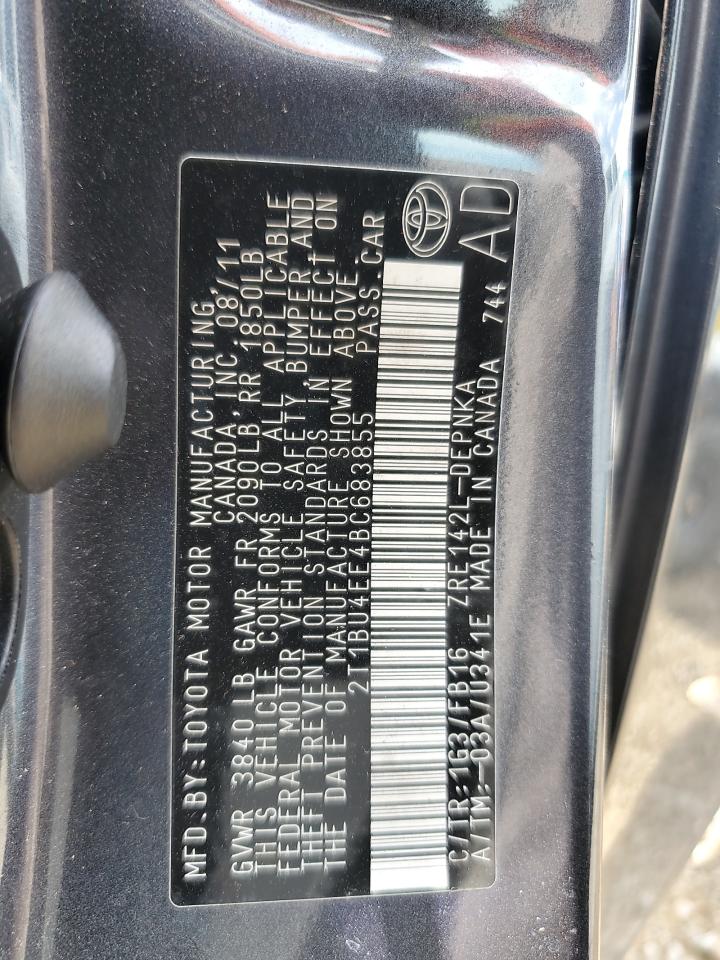 MFD.BY:TOYOTA MOTOR MANUFACTURING,
CANADA, INC 08/11
GVWR 3840 LB GAWR FR 2090LB, RR 1850LB
THIS VEHICLE CONFORMS TO ALL APPLICABLE
FEDERAL MOTOR VEHICLE SAFETY, BUMPER, AND
THEFT PREVENTION STANDARDS IN EFFECT ON
THE DATE OF MANUFACTURE SHOWN ABOVE.
2T1BU4EE4BC683855 PASS.CAR
C/TR:1G3/FB16 ZRE142L-DEPNKA
A/TM:-03A/U341E MADE IN CANADA 744
AD